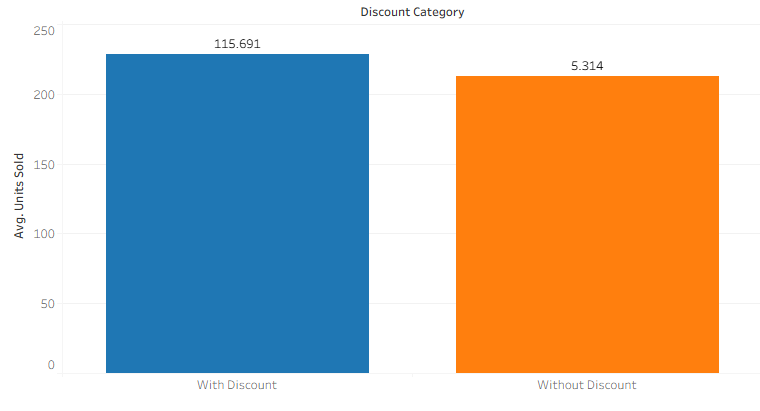 Discount Category
250
115.691
5.314
200
150
Avg. Units Sold
100
50
0
With Discount
Without Discount